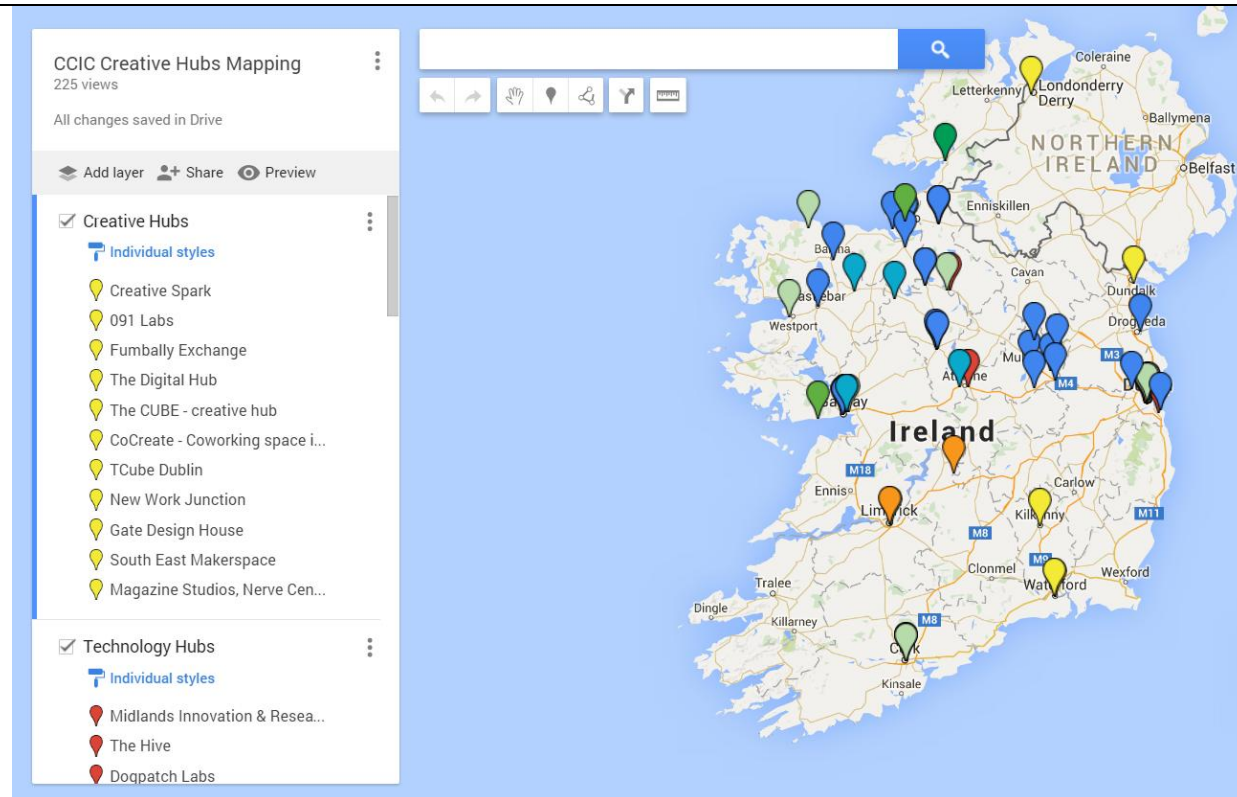 CCIC Creative Hubs Mapping
225 views
All changes saved in Drive
Add layer Share Preview
Creative Hubs
Individual styles
Creative Spark
091 Labs
Fumbally Exchange
The Digital Hub
The CUBE - creative hub
CoCreate - Coworking space i...
TCube Dublin
New Work Junction
Gate Design House
South East Makerspace
Magazine Studios, Nerve Cen...
Technology Hubs
Individual styles
Midlands Innovation & Resea...
The Hive
Dogpatch Labs
Coleraine
Letterkenny
Londonderry
Derry
Ballymena
NORTHERN
IRELAND
Belfast
Enniskillen
Cavan
Dundalk
Westport
M3
M4
Ireland
M18
Ennis
Carlow
M11
M8
Clonmel
Wexford
Tralee
Dingle
Killarney
M8
Kinsale